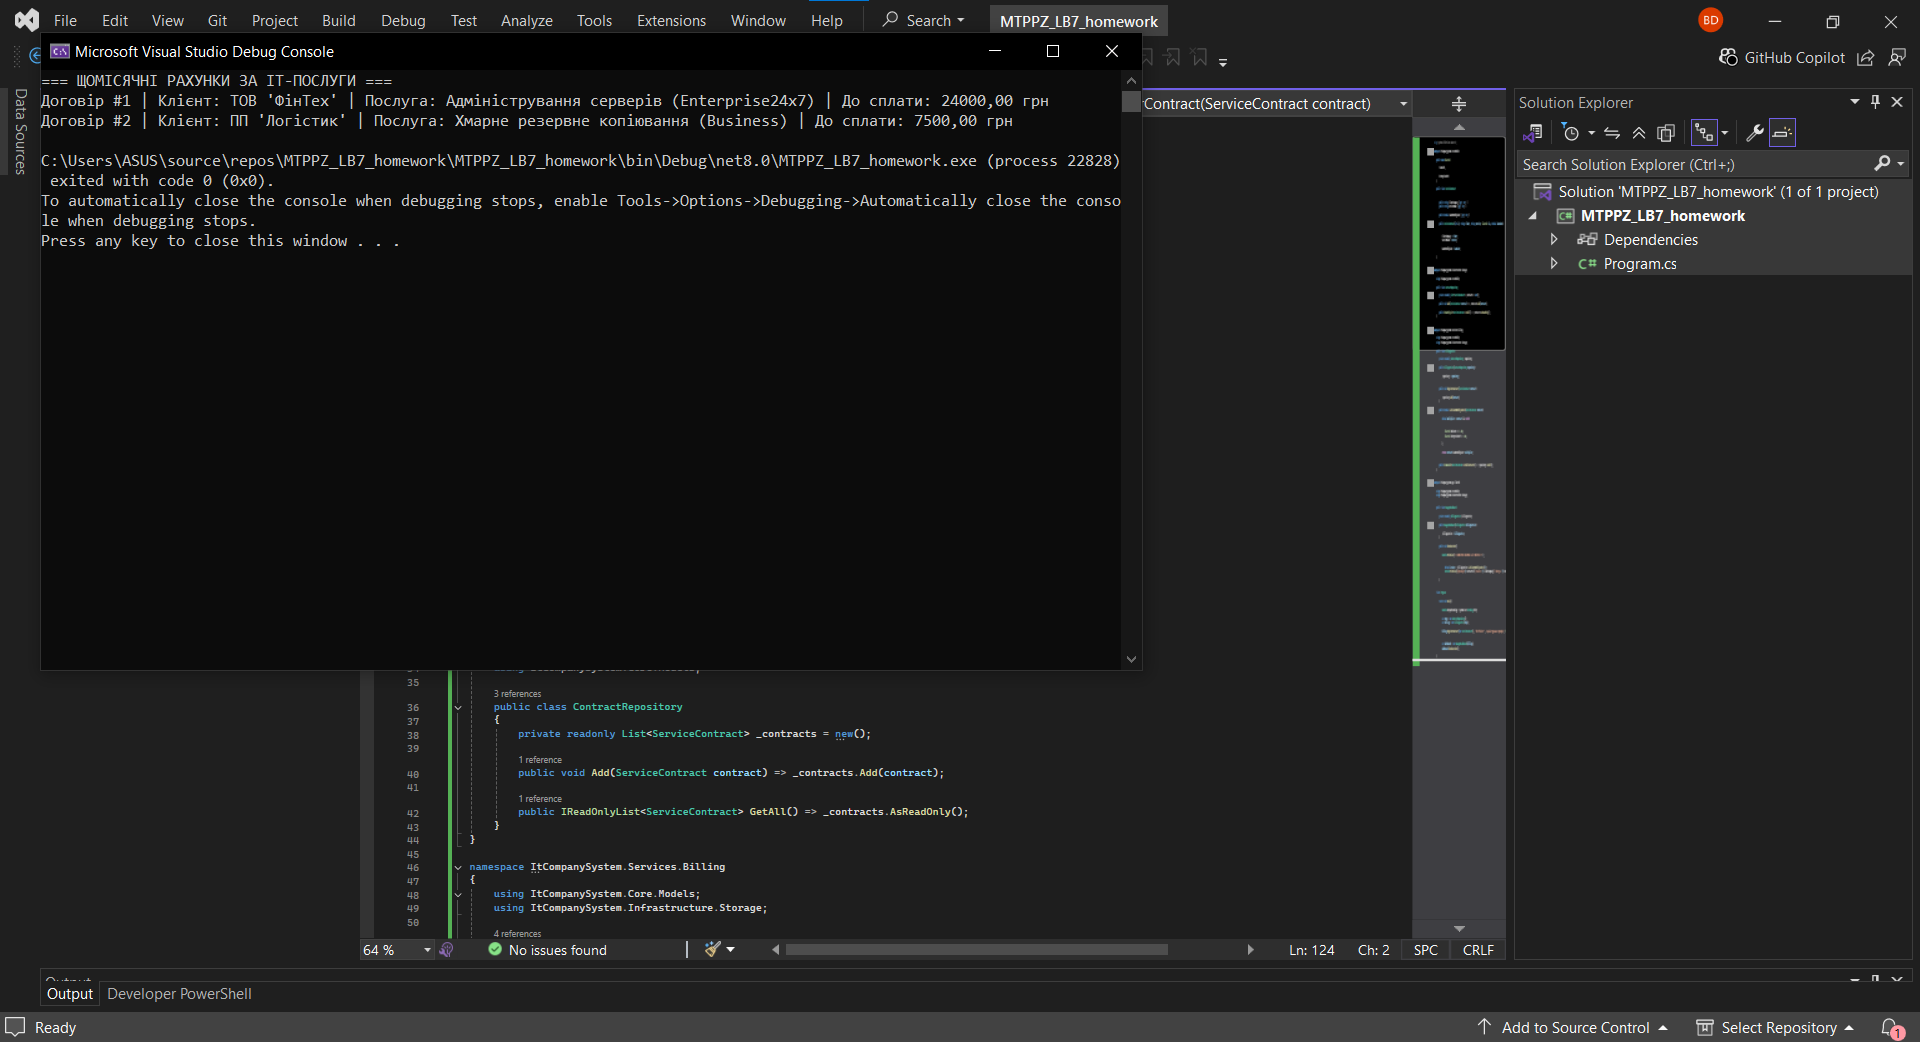 File Edit View Git Project Build Debug Test Analyze Tools Extensions Window Help Search MTPPZ_LB7_homework BD
Microsoft Visual Studio Debug Console
GitHub Copilot
=== ЩОМІСЯЧНІ РАХУНКИ ЗА ІТ-ПОСЛУГИ ===
Договір #1 | Клієнт: ТОВ 'ФінТех' | Послуга: Адміністрування серверів (Enterprise24x7) | До сплати: 24000,00 грн
Договір #2 | Клієнт: ПП 'Логістик' | Послуга: Хмарне резервне копіювання (Business) | До сплати: 7500,00 грн
C:\Users\ASUS\source\repos\MTPPZ_LB7_homework\MTPPZ_LB7_homework\bin\Debug\net8.0\MTPPZ_LB7_homework.exe (process 22828)
exited with code 0 (0x0).
To automatically close the console when debugging stops, enable Tools->Options->Debugging->Automatically close the conso
le when debugging stops.
Press any key to close this window . . .
Data Sources
Contract(ServiceContract contract)
Solution Explorer
Search Solution Explorer (Ctrl+;)
Solution 'MTPPZ_LB7_homework' (1 of 1 project)
C# MTPPZ_LB7_homework
Dependencies
C# Program.cs
35
3 references
36 public class ContractRepository
37 {
38 private readonly List<ServiceContract> _contracts = new();
39
1 reference
40 public void Add(ServiceContract contract) => _contracts.Add(contract);
41
1 reference
42 public IReadOnlyList<ServiceContract> GetAll() => _contracts.AsReadOnly();
43 }
44 }
45
46 namespace ItCompanySystem.Services.Billing
47 {
48 using ItCompanySystem.Core.Models;
49 using ItCompanySystem.Infrastructure.Storage;
50
4 references
64 % No issues found Ln: 124 Ch: 2 SPC CRLF
Output
Output Developer PowerShell
Ready Add to Source Control Select Repository 1